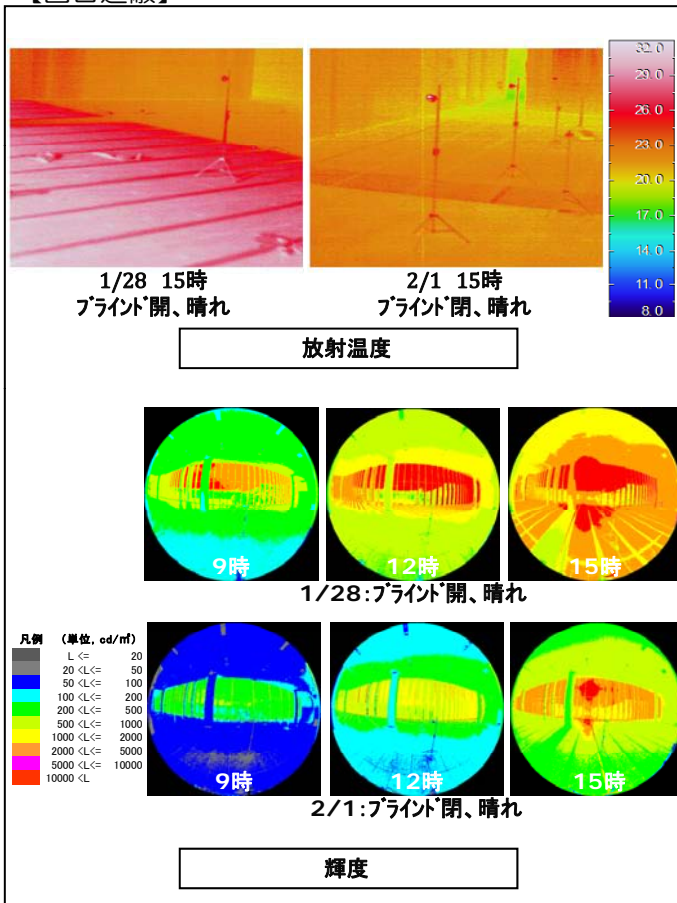 32.0
29.0
26.0
23.0
20.0
17.0
14.0
11.0
8.0
1/28 15時
ブラインド開、晴れ
2/1 15時
ブラインド閉、晴れ
放射温度
9時
12時
15時
1/28:ブラインド開、晴れ
凡例 (単位, cd/㎡)
L <= 20
20 <L<= 50
50 <L<= 100
100 <L<= 200
200 <L<= 500
500 <L<= 1000
1000 <L<= 2000
2000 <L<= 5000
5000 <L<= 10000
10000 <L
9時
12時
15時
2/1:ブラインド閉、晴れ
輝度